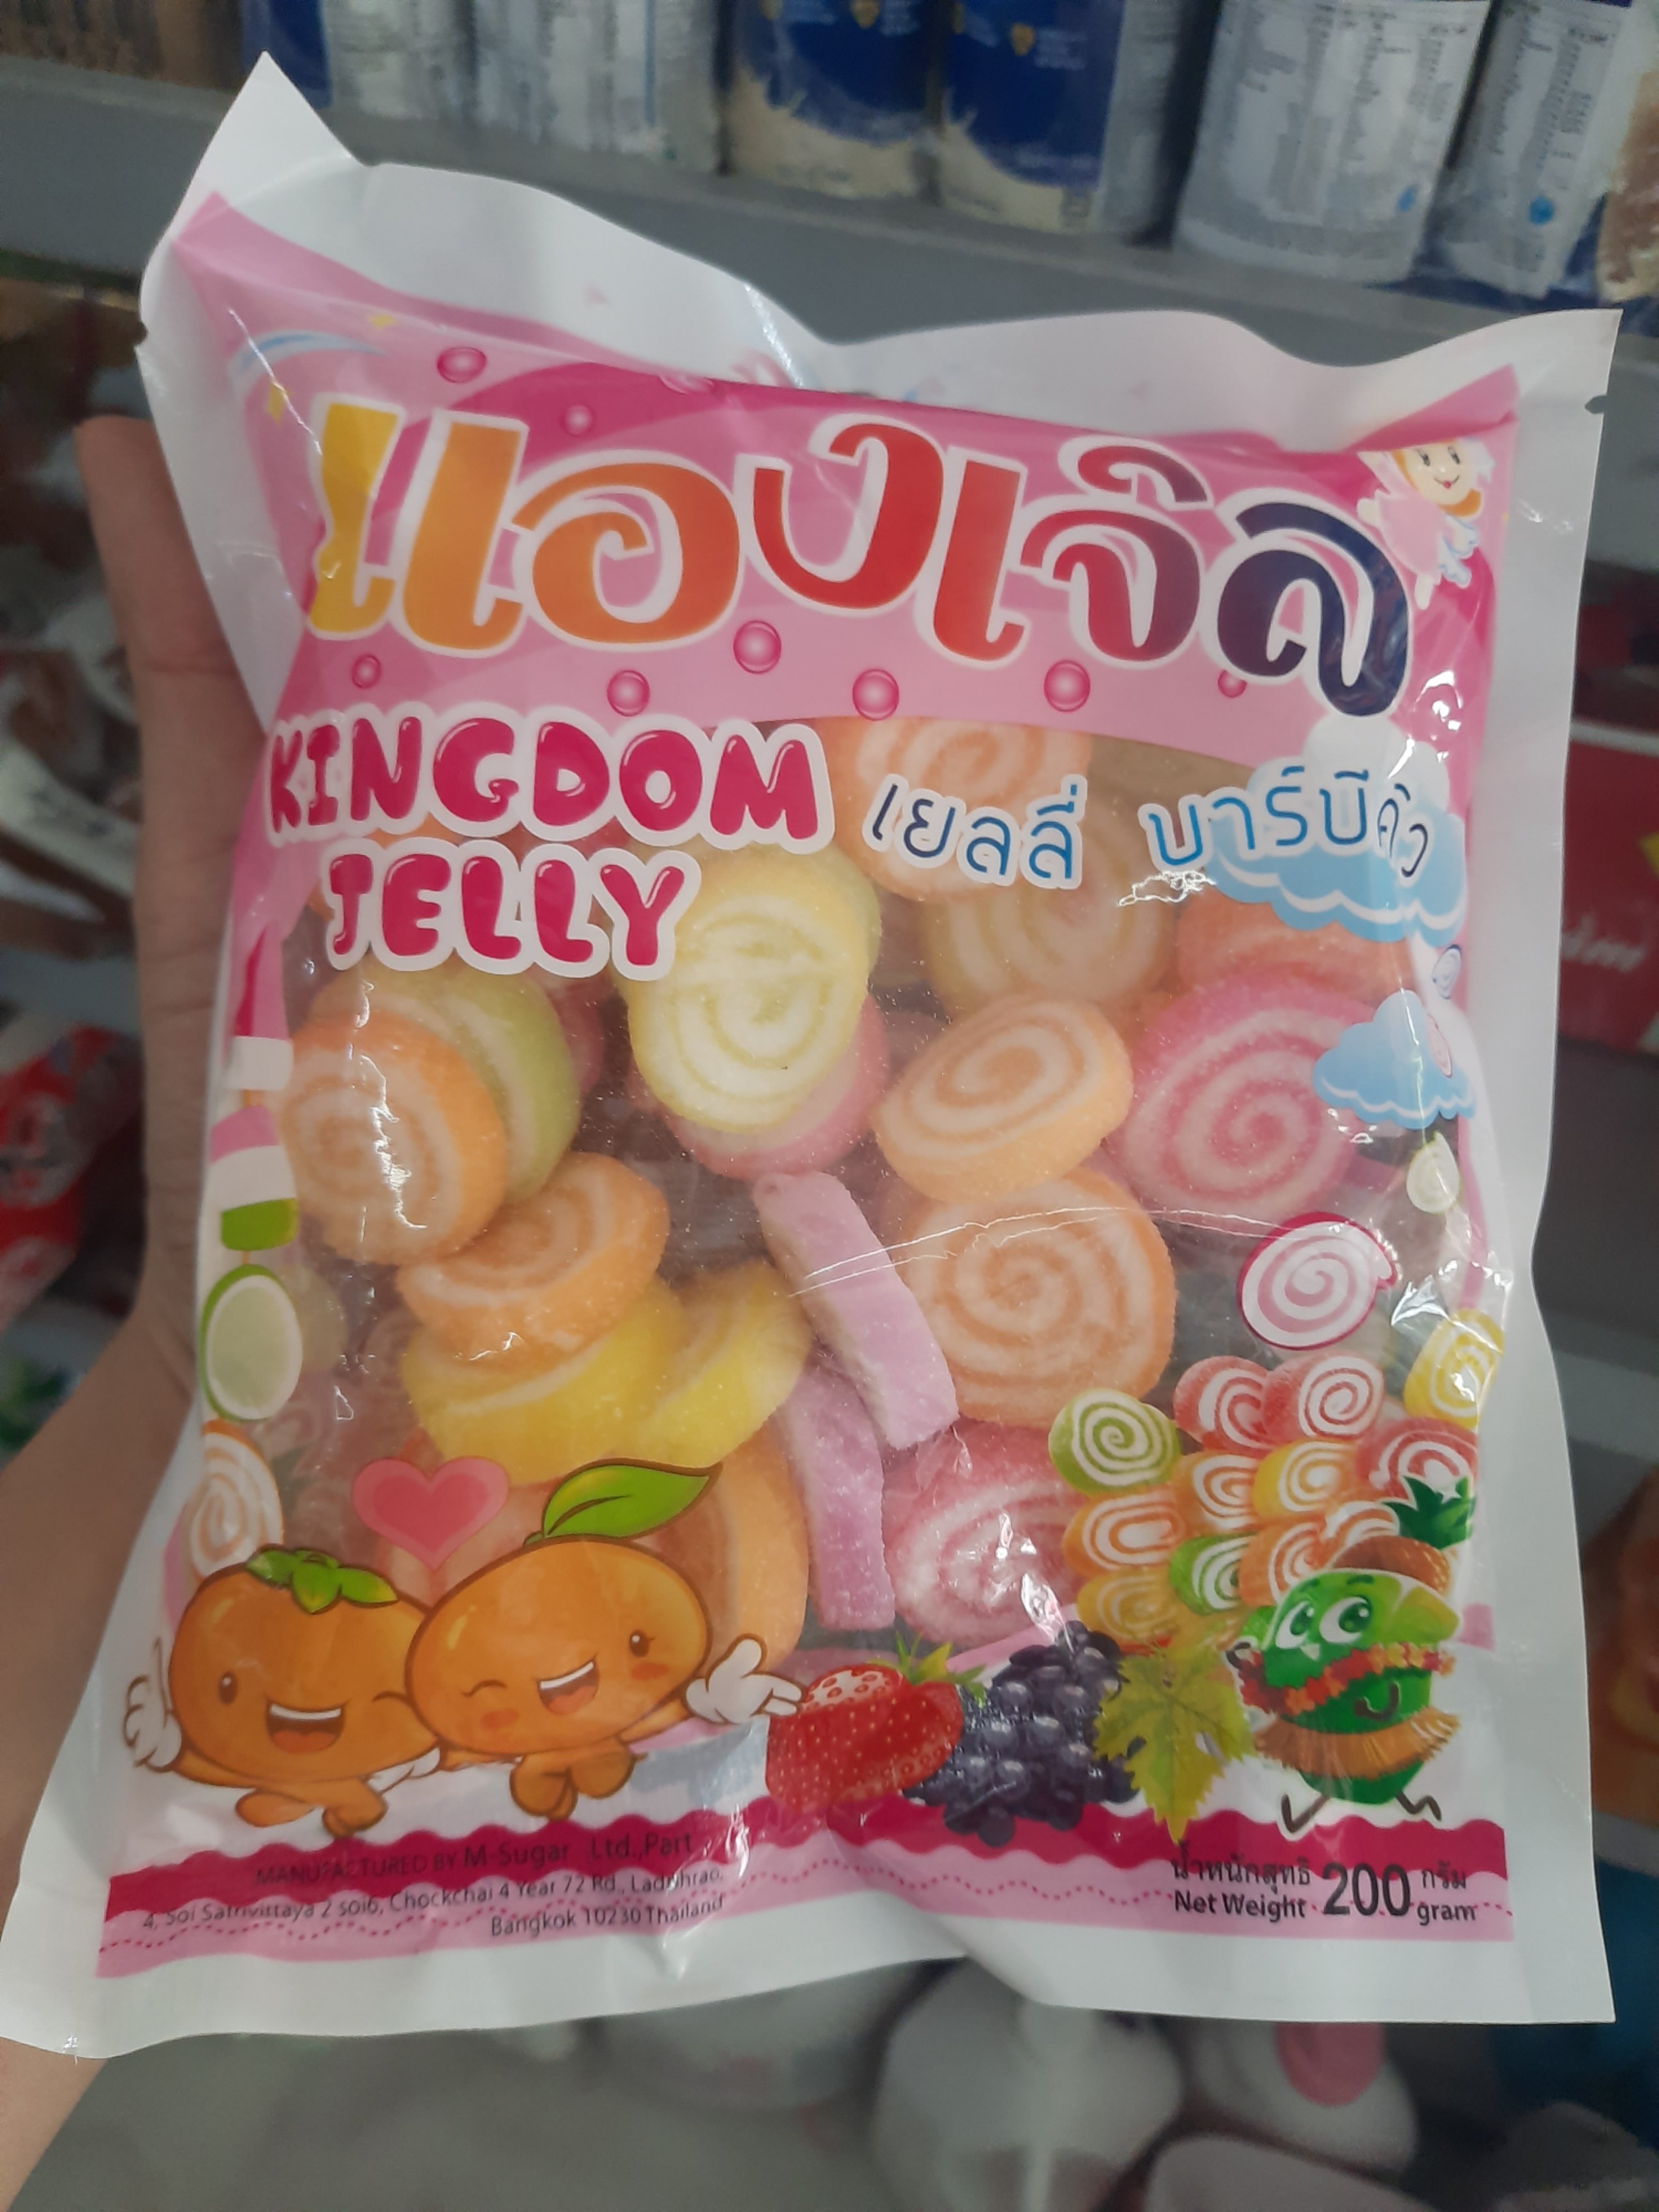 แองเจิล
KINGDOM
JELLY
เยลลี่ บาร์บีคิว
MANUFACTURED BY M-Sugar Ltd.,Part
4, Soi Satrivittaya 2 soi6, Chockchai 4 Year 72 Rd., Ladphrao,
Bangkok 10230 Thailand
น้ำหนักสุทธิ 200 กรัม
Net Weight gram